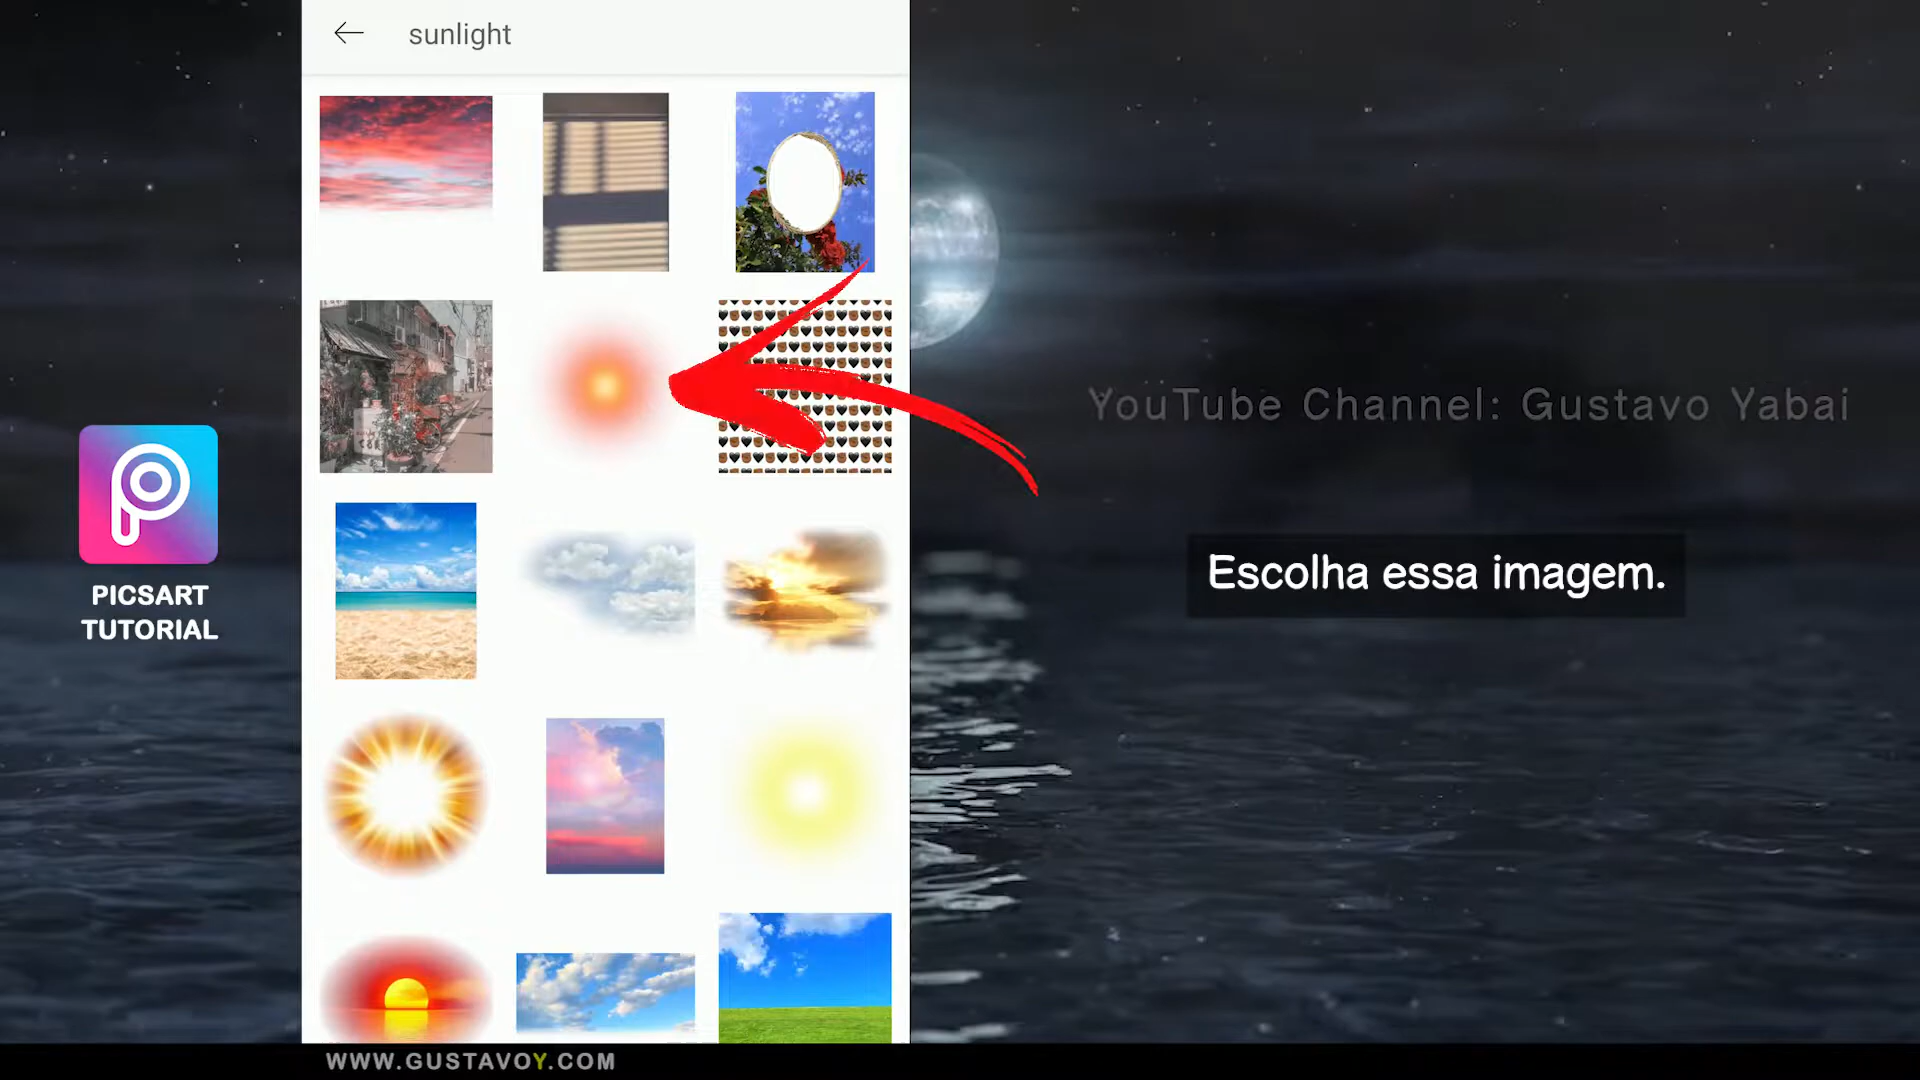 sunlight
YouTube Channel: Gustavo Yabai
Escolha essa imagem.
PICSART
TUTORIAL
WWW.GUSTAVOY.COM